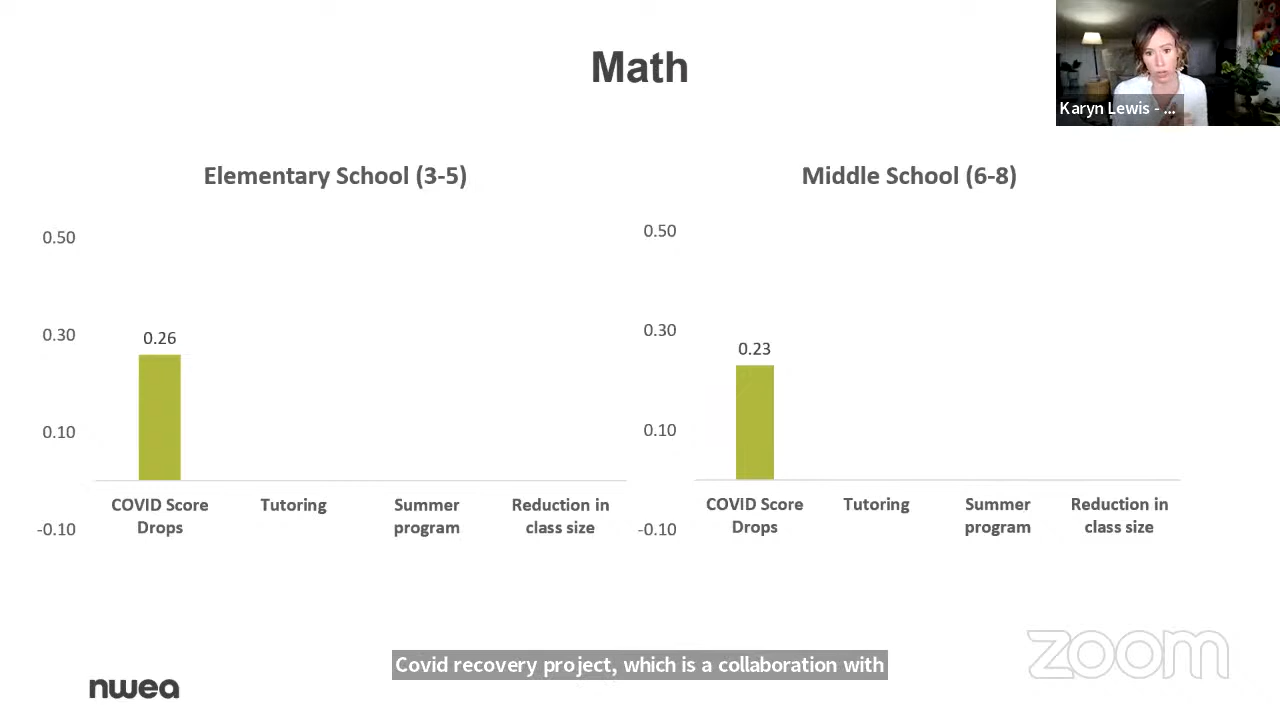 Math
Karyn Lewis - ...
Elementary School (3-5)
0.50
0.30
0.10
-0.10
0.26
COVID Score
Drops
Tutoring
Summer
program
Reduction in
class size
Middle School (6-8)
0.50
0.30
0.10
-0.10
0.23
COVID Score
Drops
Tutoring
Summer
program
Reduction in
class size
Covid recovery project, which is a collaboration with
nwea
zoom